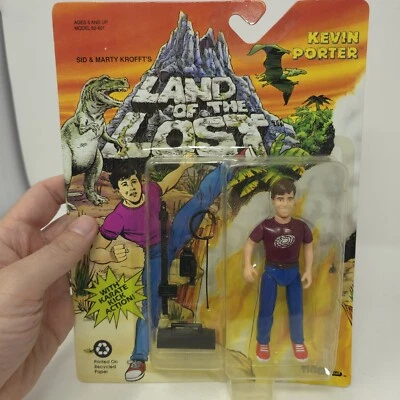 AGES 4 AND UP
SID & MARTY KROFFT'S
LAND
OF THE
LOST
KEVIN
PORTER
WITH
KARATE
KICK
ACTION!
Printed On
Recycled
Paper